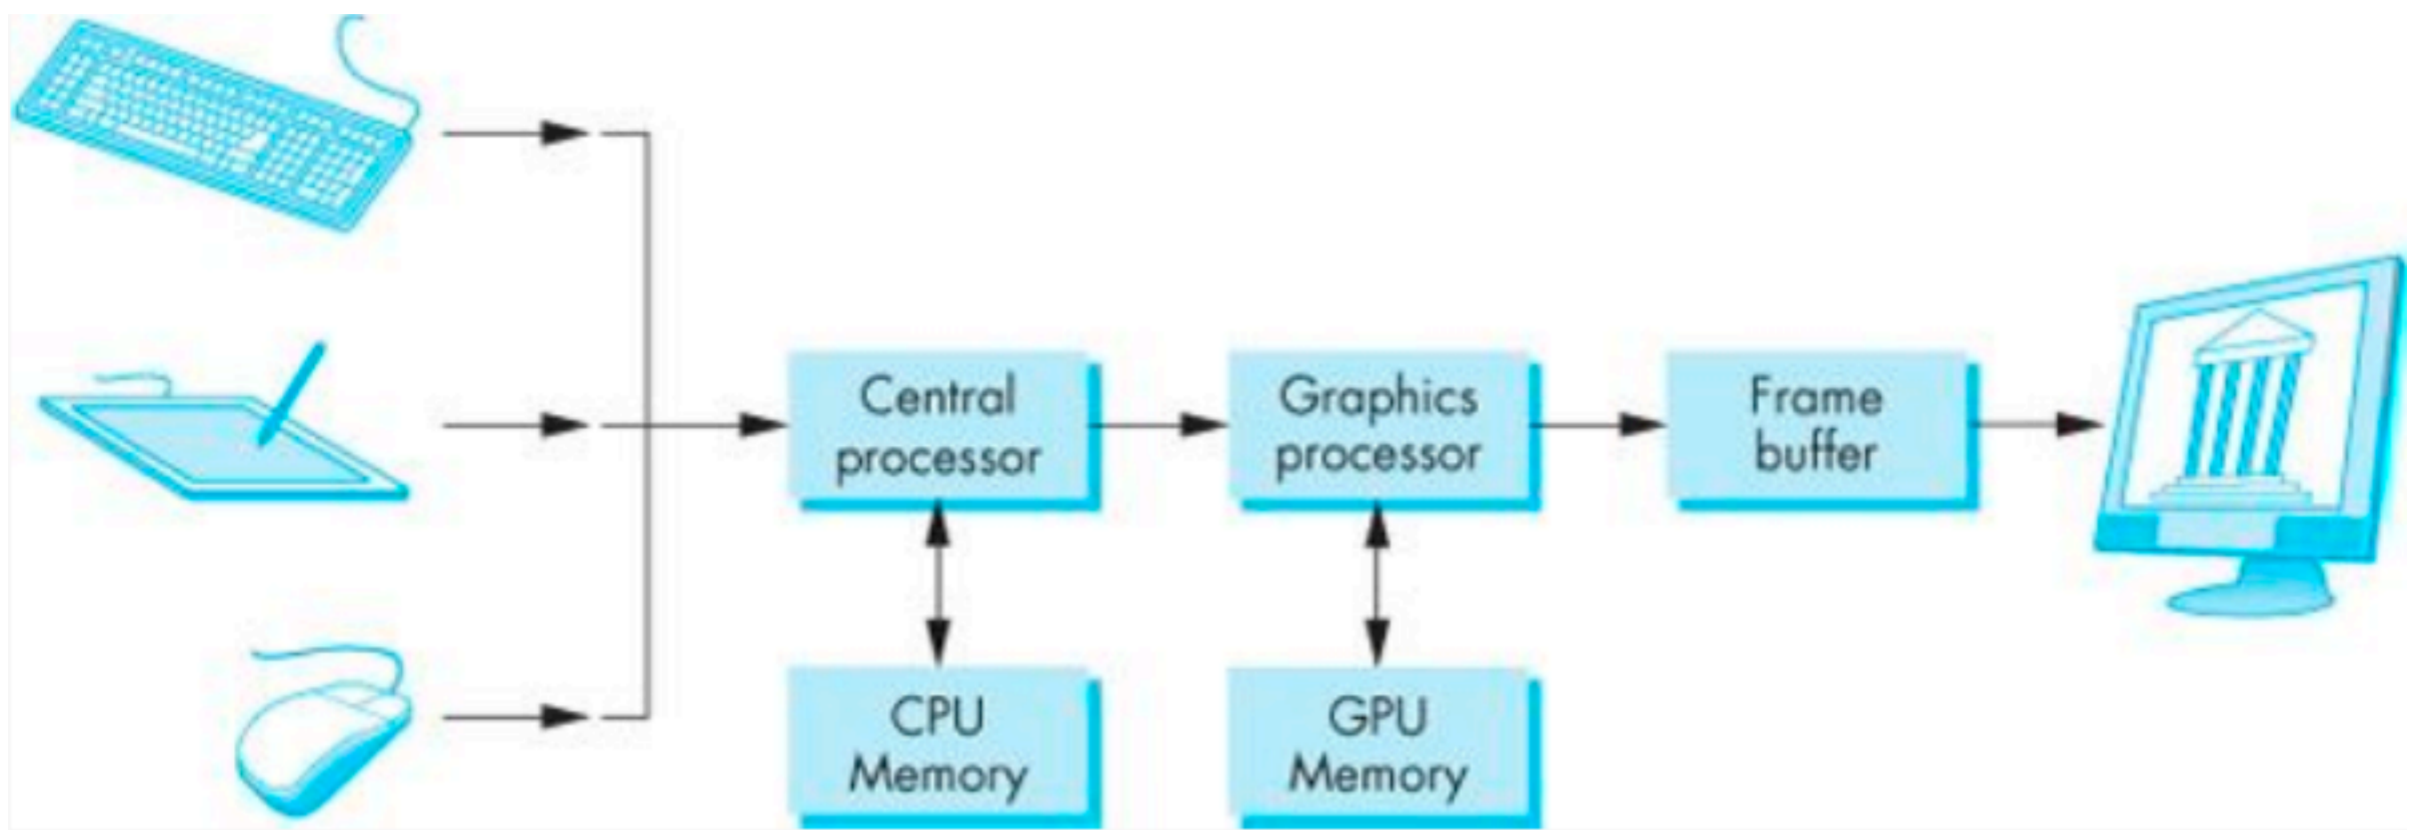 Central
processor
Graphics
processor
Frame
buffer
CPU
Memory
GPU
Memory